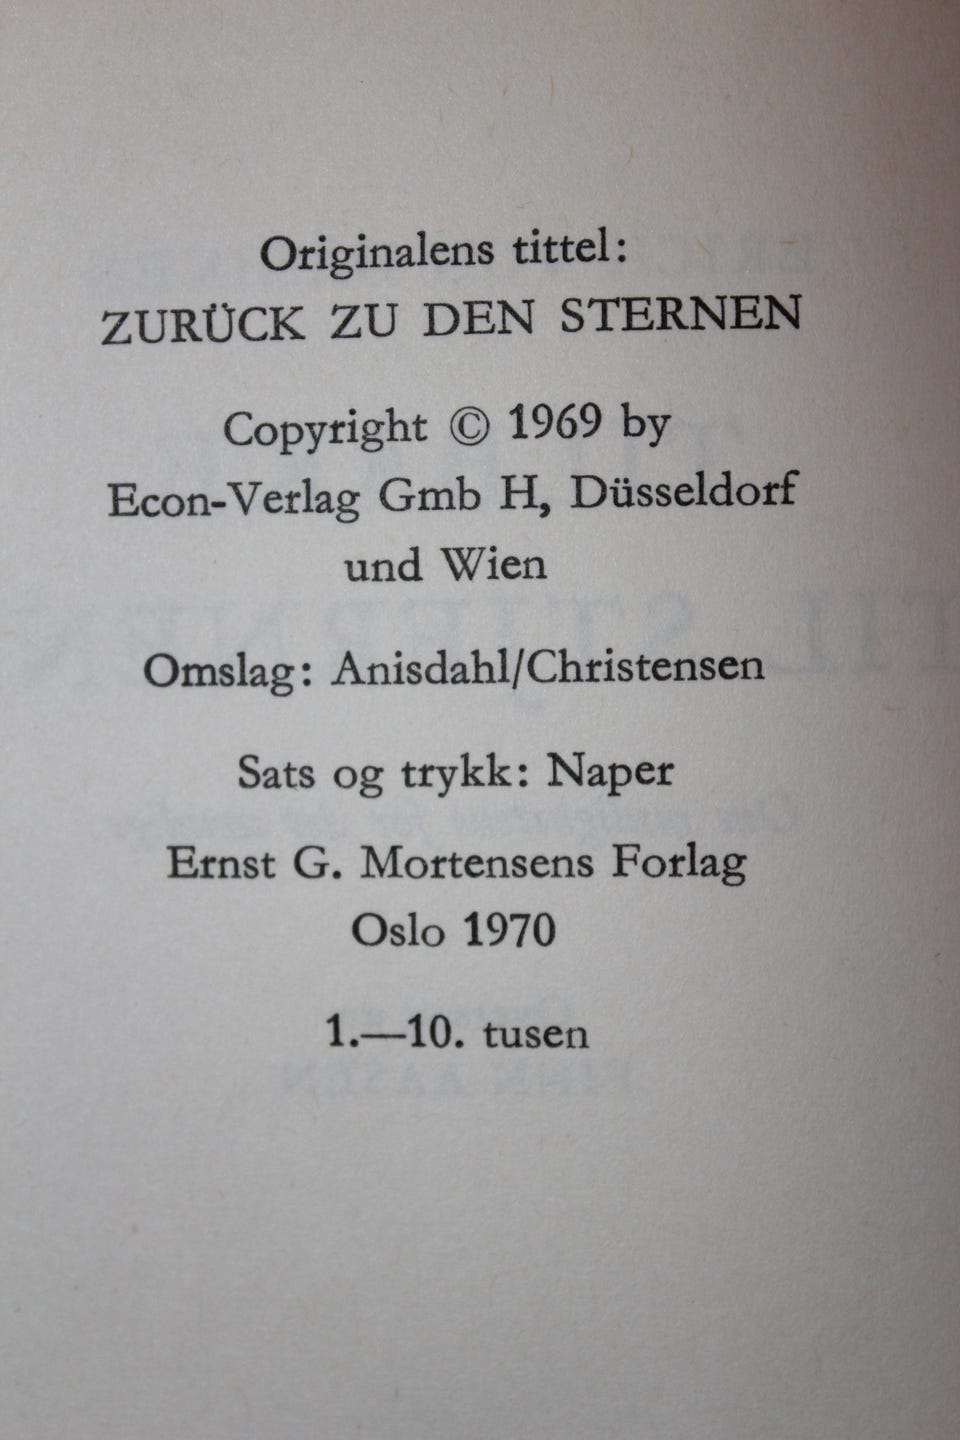 Originalens tittel:
ZURÜCK ZU DEN STERNEN
Copyright © 1969 by
Econ-Verlag Gmb H, Düsseldorf
und Wien
Omslag: Anisdahl/Christensen
Sats og trykk: Naper
Ernst G. Mortensens Forlag
Oslo 1970
1.—10. tusen